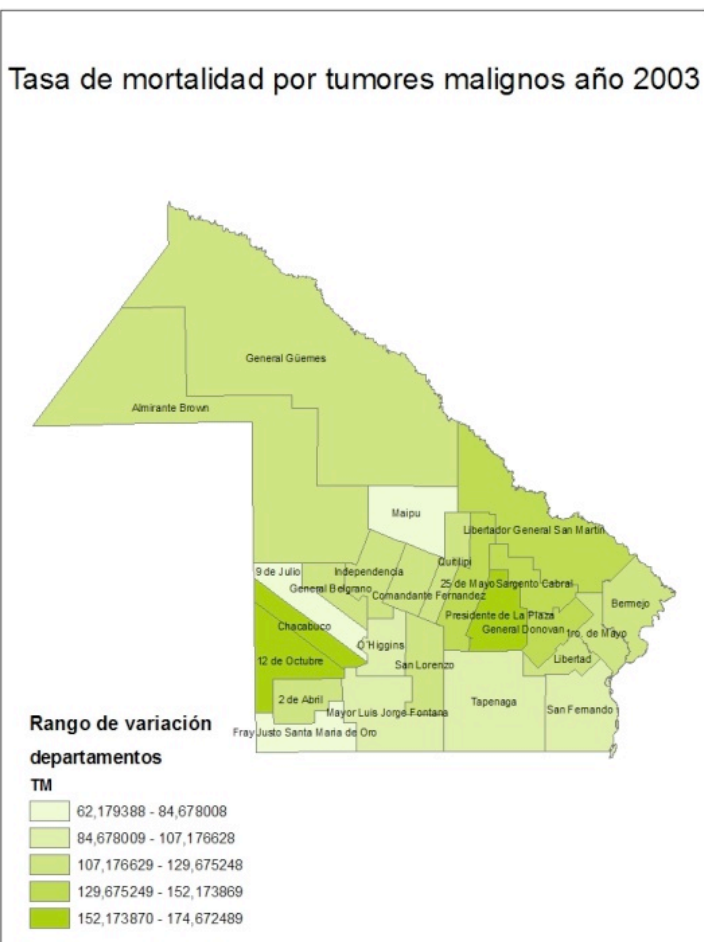 Tasa de mortalidad por tumores malignos año 2003
General Güemes
Almirante Brown
Maipu
Libertador General San Martin
Quitilipi
9 de Julio
Independencia
25 de Mayo
Sargento Cabral
General Belgrano
Comandante Fernandez
Bermejo
Presidente de La Plaza
Chacabuco
General Donovan
1ro. de Mayo
O'Higgins
12 de Octubre
San Lorenzo
Libertad
2 de Abril
Tapenaga
San Fernando
Mayor Luis Jorge Fontana
Fray Justo Santa Maria de Oro
Rango de variación
departamentos
TM
62,179388 - 84,678008
84,678009 - 107,176628
107,176629 - 129,675248
129,675249 - 152,173869
152,173870 - 174,672489